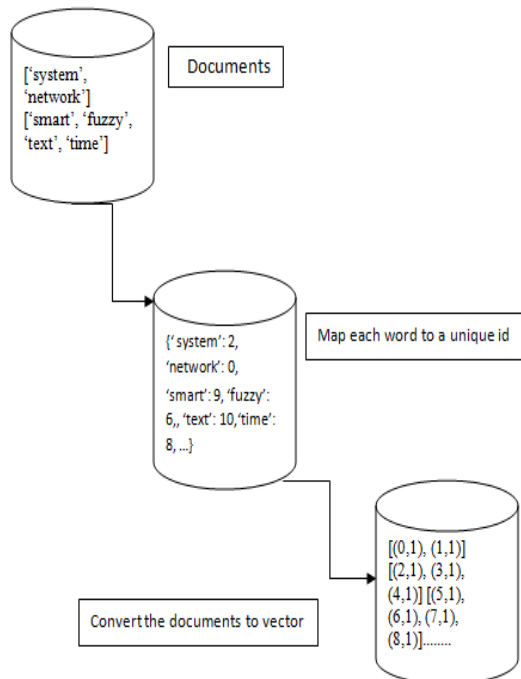 [‘system’,
‘network’]
[‘smart’, ‘fuzzy’,
‘text’, ‘time’]
Documents
{‘system’: 2,
‘network’: 0,
‘smart’: 9, ‘fuzzy’:
6,, ‘text’: 10,‘time’:
8, ...}
Map each word to a unique id
[(0,1), (1,1)]
[(2,1), (3,1),
(4,1)] [(5,1),
(6,1), (7,1),
(8,1)]........
Convert the documents to vector